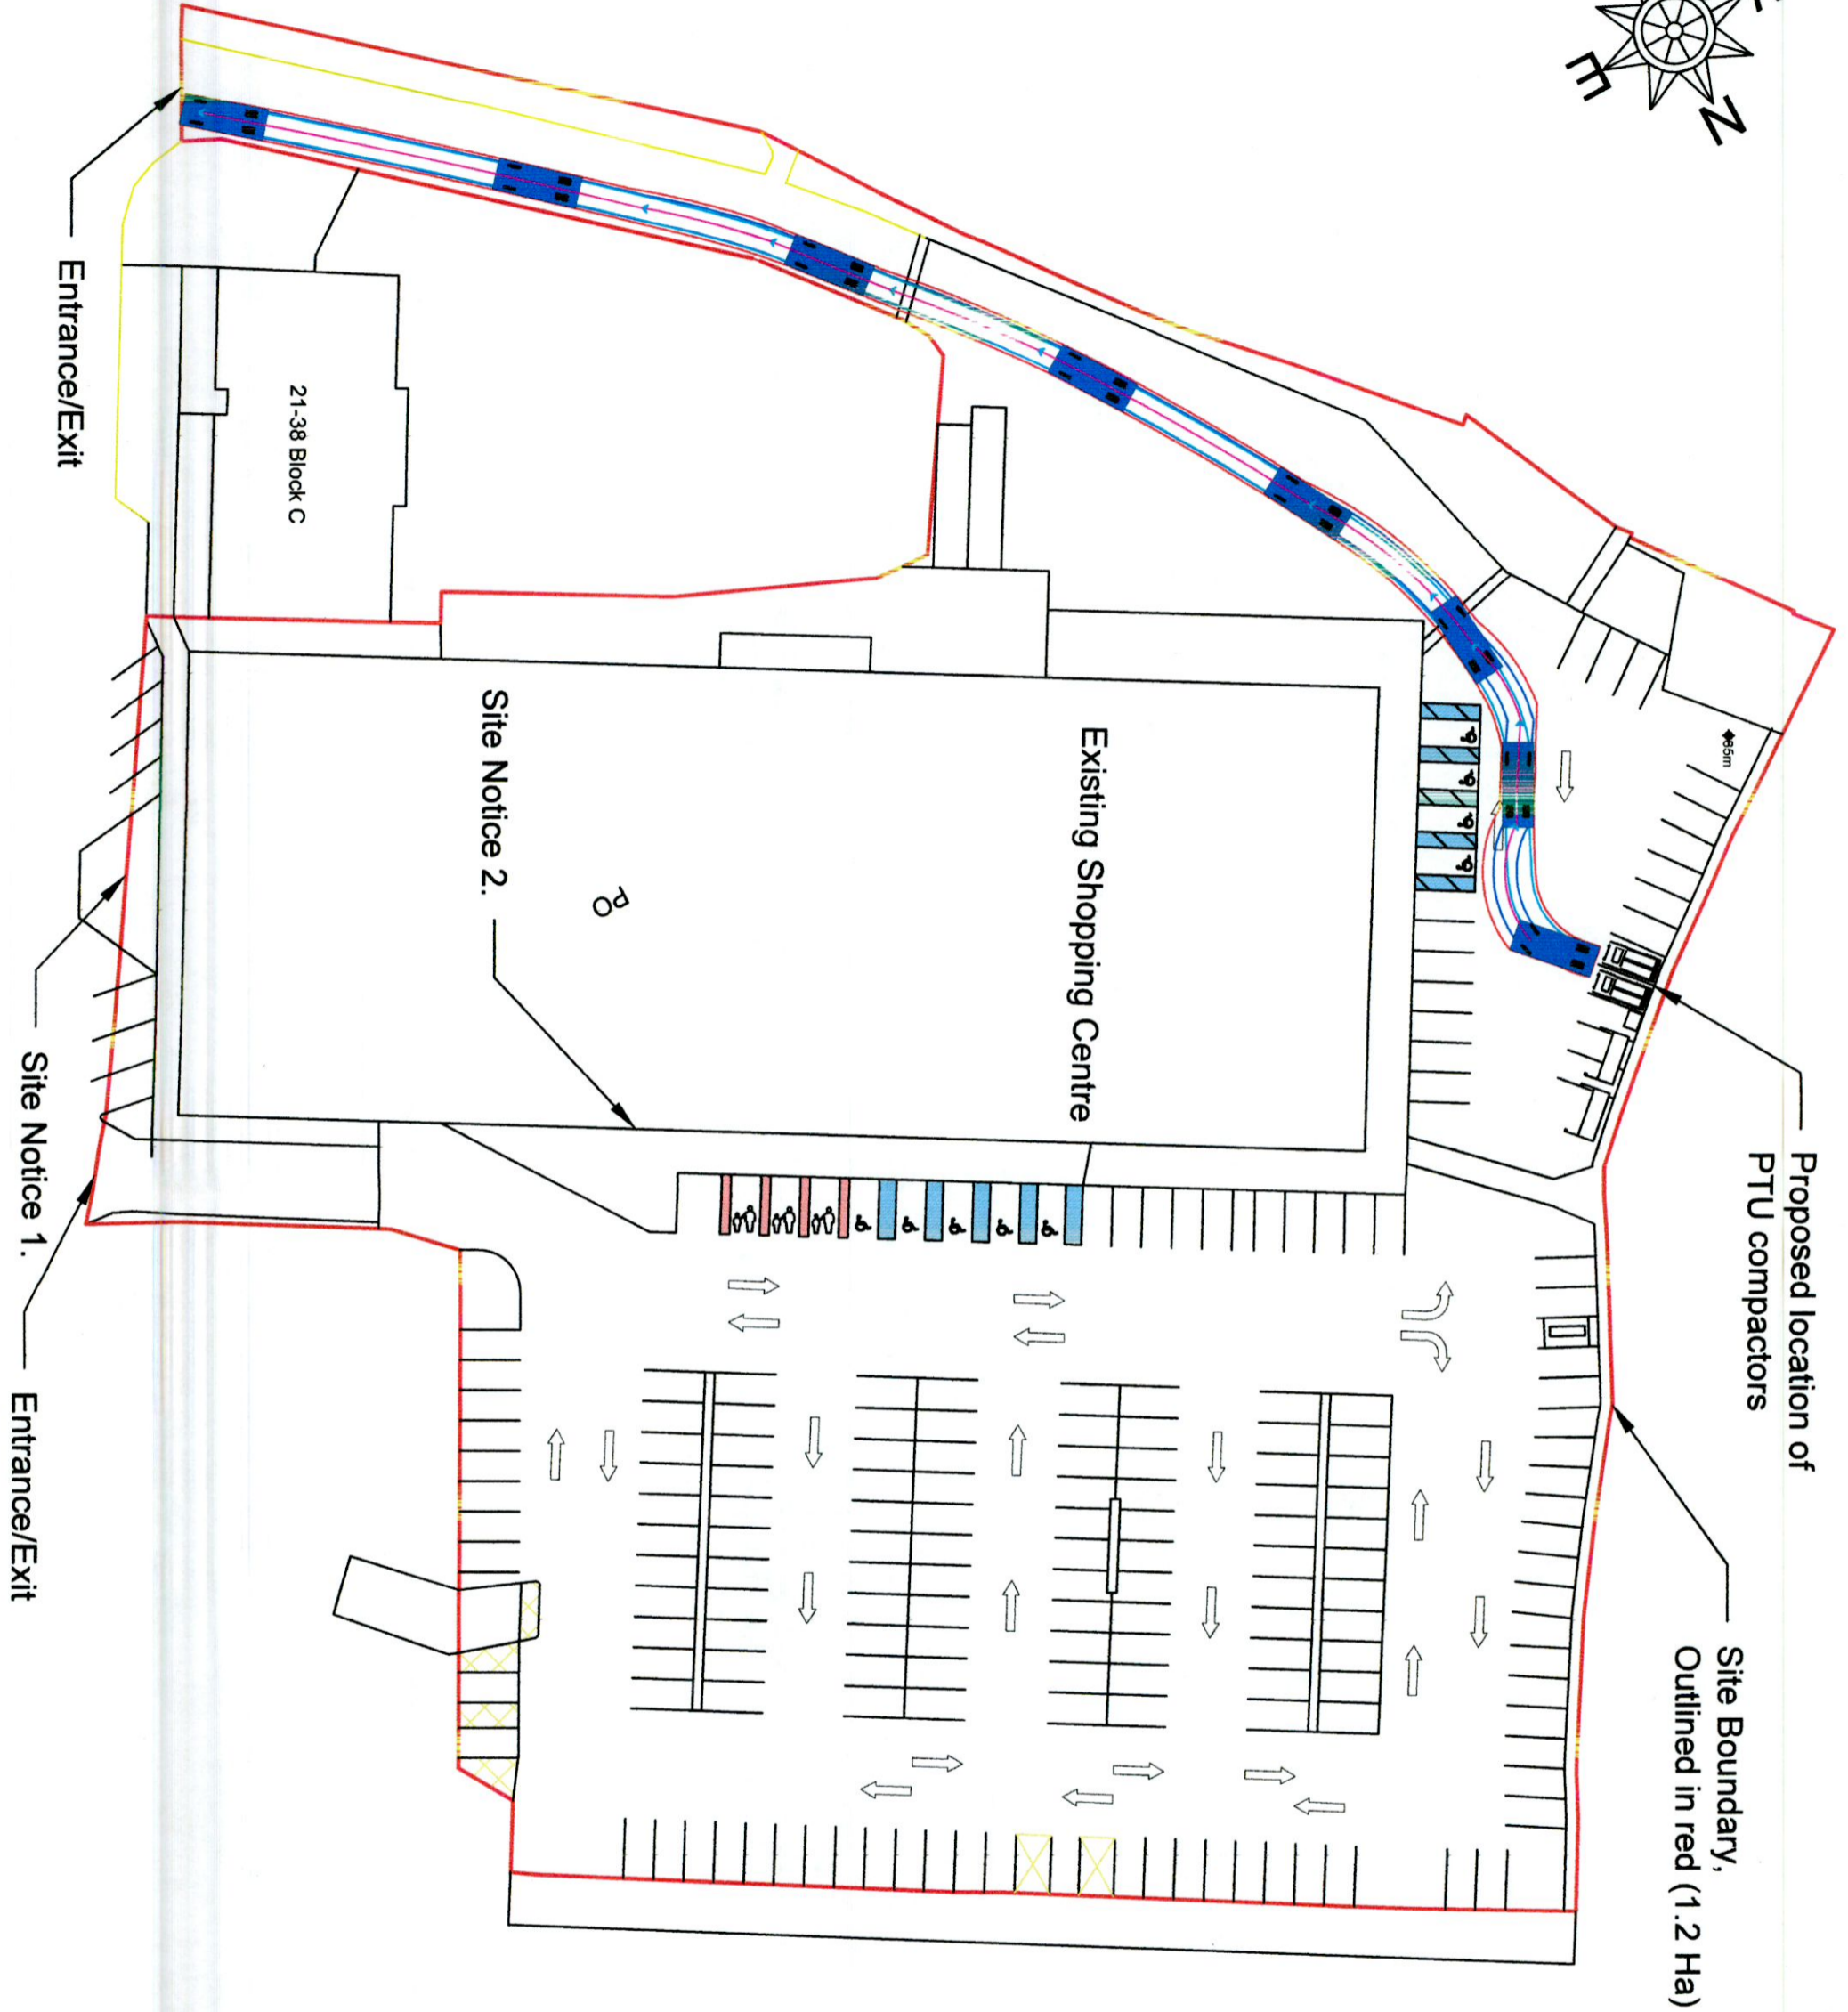 N
E
Proposed location of
PTU compactors
Site Boundary,
Outlined in red (1.2 Ha)
65m
Existing Shopping Centre
Site Notice 2.
21-38 Block C
Entrance/Exit
Site Notice 1.
Entrance/Exit